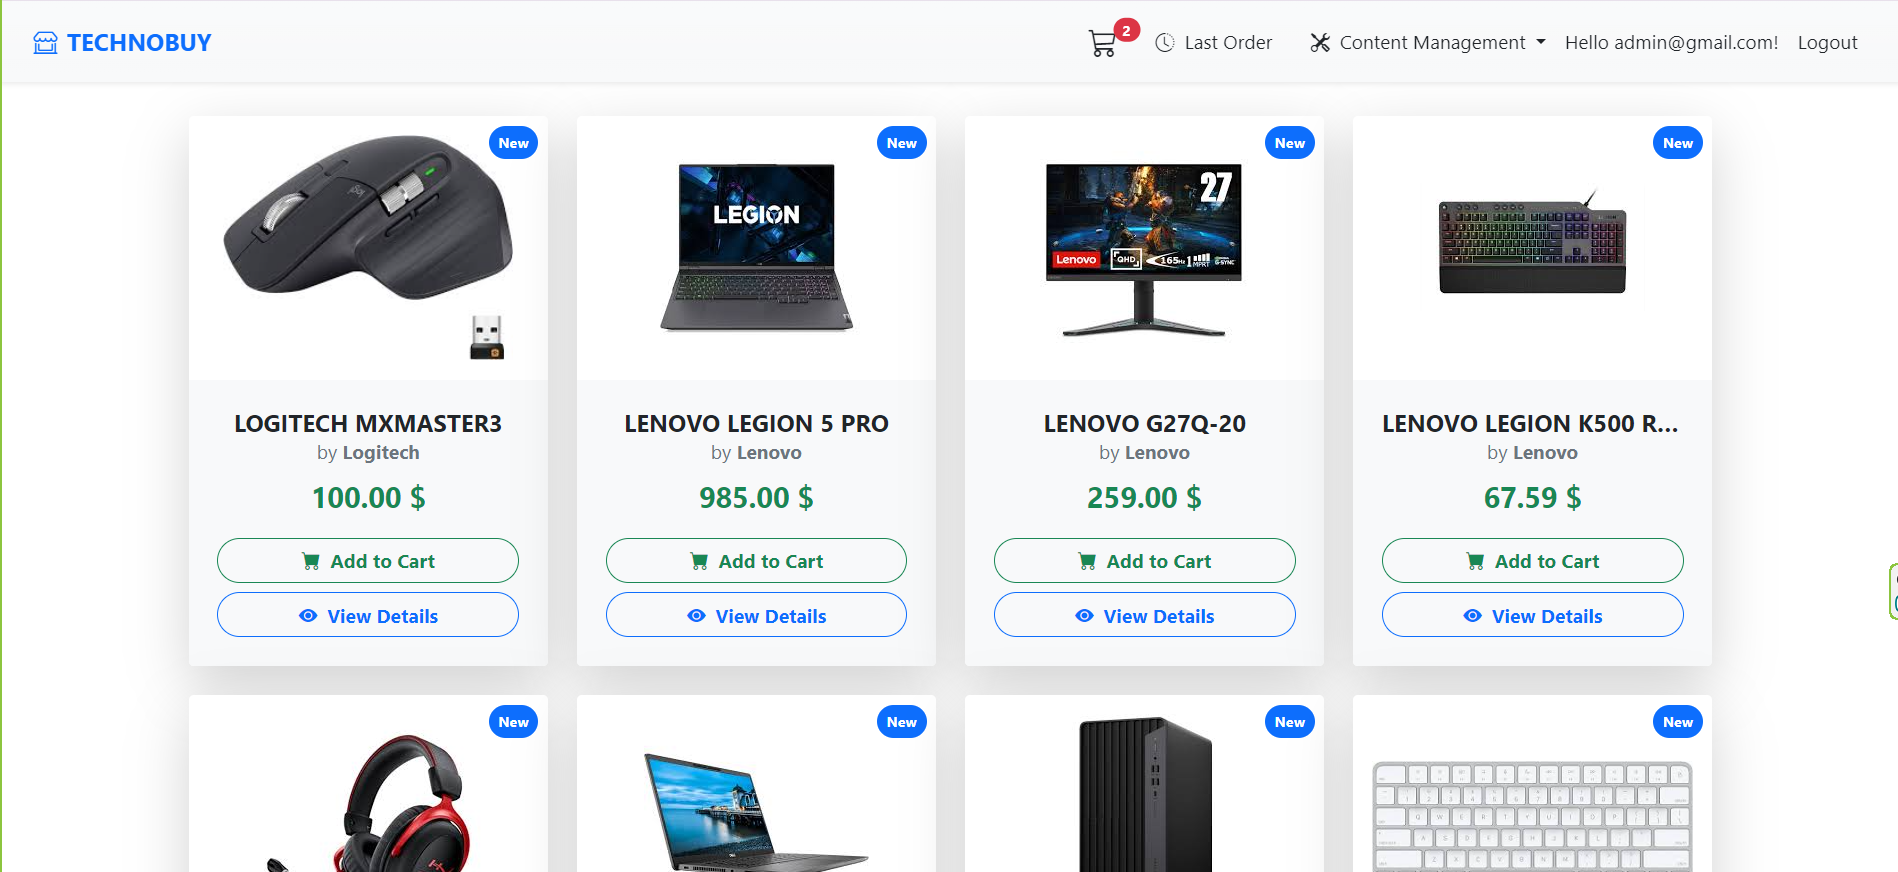 TECHNOBUY
2
Last Order
Content Management
Hello admin@gmail.com!
Logout
New
New
New
New
LEGION
27
Lenovo
QHD
165Hz
1
MPRT
G-SYNC
LOGITECH MXMASTER3
by Logitech
100.00 $
Add to Cart
View Details
LENOVO LEGION 5 PRO
by Lenovo
985.00 $
Add to Cart
View Details
LENOVO G27Q-20
by Lenovo
259.00 $
Add to Cart
View Details
LENOVO LEGION K500 R...
by Lenovo
67.59 $
Add to Cart
View Details
New
New
New
New